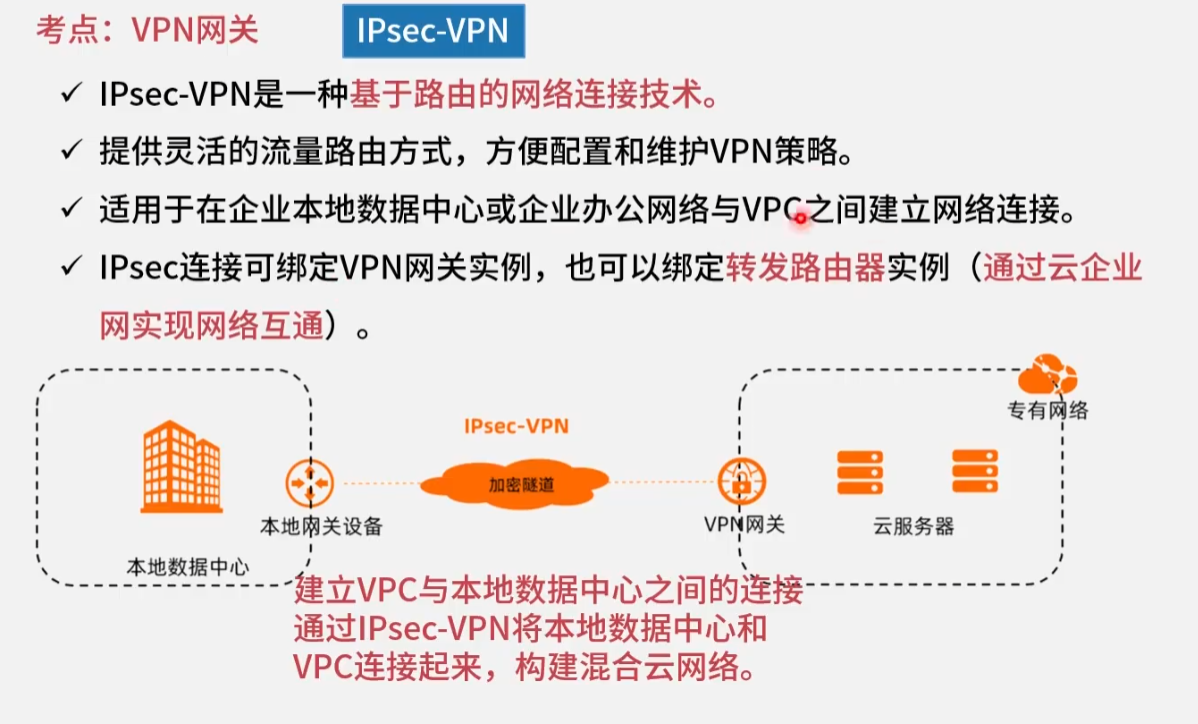 考点：VPN网关
IPsec-VPN
✓ IPsec-VPN是一种基于路由的网络连接技术。
✓ 提供灵活的流量路由方式，方便配置和维护VPN策略。
✓ 适用于在企业本地数据中心或企业办公网络与VPC之间建立网络连接。
✓ IPsec连接可绑定VPN网关实例，也可以绑定转发路由器实例（通过云企业
网实现网络互通）。
专有网络
IPsec-VPN
加密隧道
本地网关设备
VPN网关
云服务器
本地数据中心
建立VPC与本地数据中心之间的连接
通过IPsec-VPN将本地数据中心和
VPC连接起来，构建混合云网络。